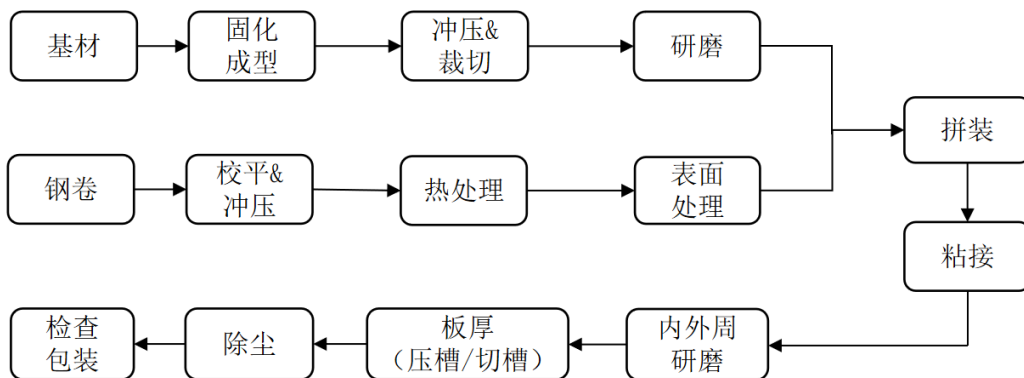 基材
固化
成型
冲压&
裁切
研磨
钢卷
校平&
冲压
热处理
表面
处理
拼装
粘接
内外周
研磨
板厚
（压槽/切槽）
除尘
检查
包装